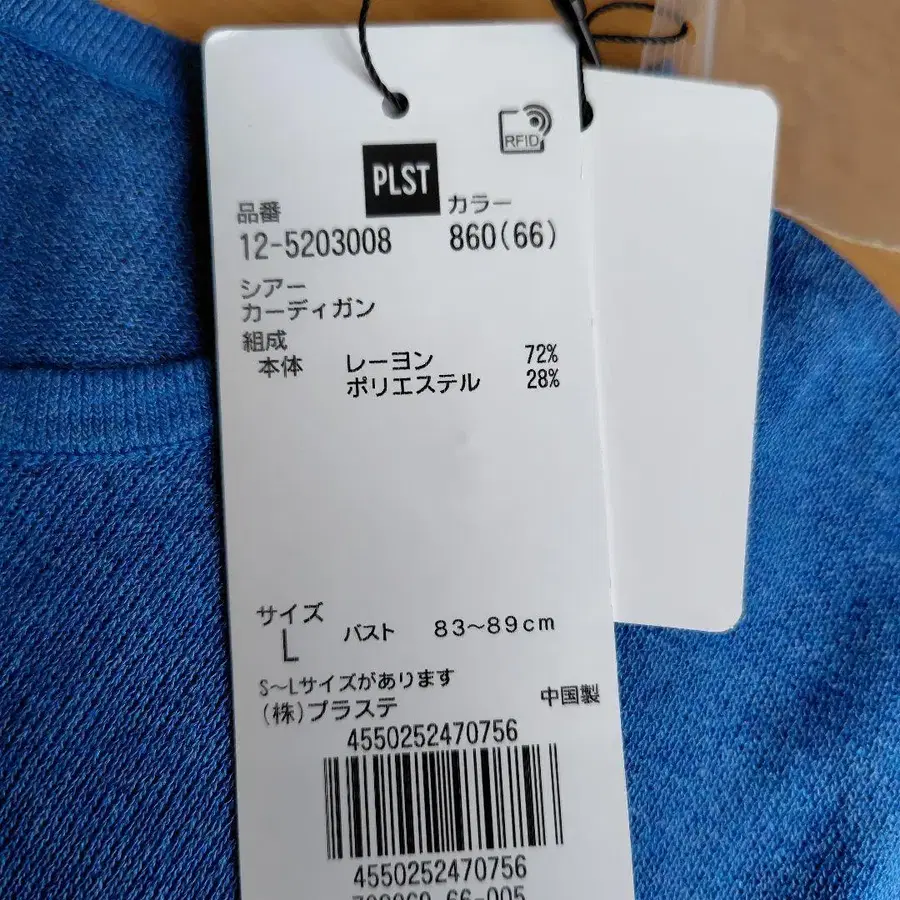 RFID
PLST
品番 カラー
12-5203008 860(66)
シアー
カーディガン
組成
本体 レーヨン 72%
ポリエステル 28%
サイズ
L バスト 83～89cm
S～Lサイズがあります
(株)プラステ 中国製
4550252470756
4550252470756